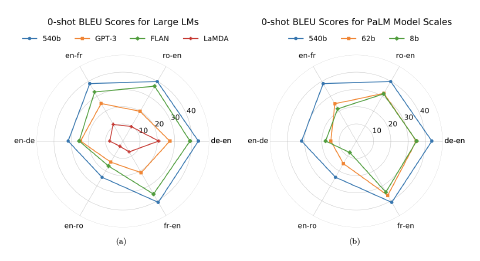 0-shot BLEU Scores for Large LMs
540b GPT-3 FLAN LaMDA
en-fr ro-en
40
30
20
10
en-de de-en
en-ro fr-en
(a)
0-shot BLEU Scores for PaLM Model Scales
540b 62b 8b
en-fr ro-en
40
30
20
10
en-de de-en
en-ro fr-en
(b)